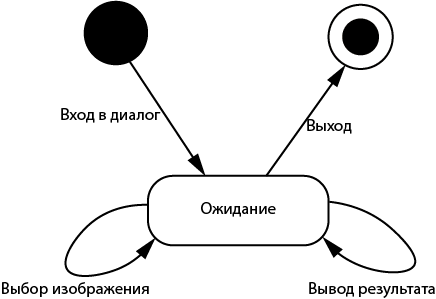 Вход в диалог
Выход
Ожидание
Выбор изображения
Вывод результата